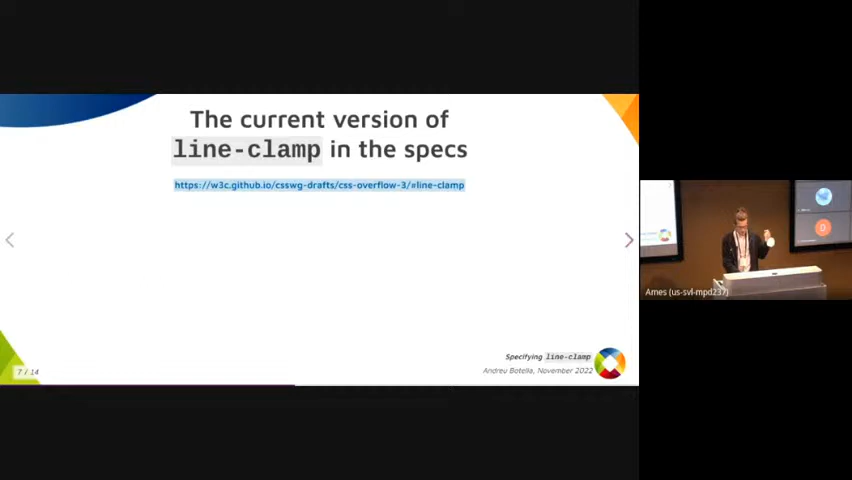 The current version of
line-clamp in the specs
https://w3c.github.io/csswg-drafts/css-overflow-3/#line-clamp
Specifying line-clamp
Andreu Botella, November 2022
7 / 14
Ames (us-svl-mpd237)